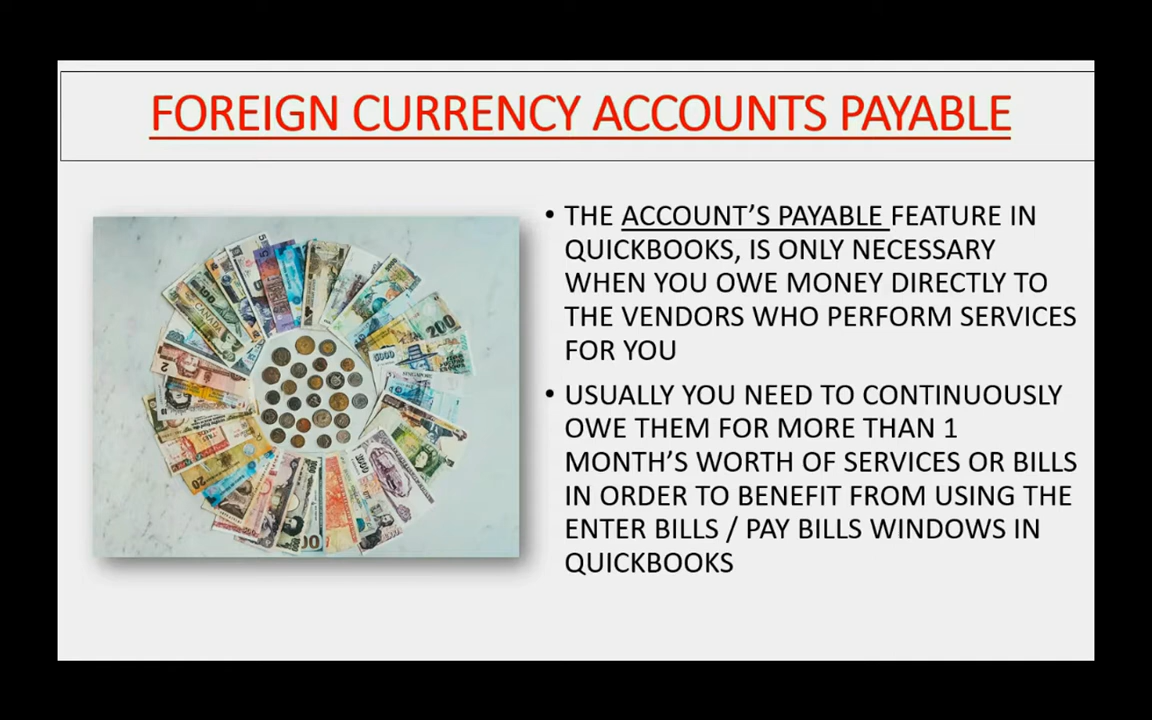 FOREIGN CURRENCY ACCOUNTS PAYABLE
• THE ACCOUNT’S PAYABLE FEATURE IN
QUICKBOOKS, IS ONLY NECESSARY
WHEN YOU OWE MONEY DIRECTLY TO
THE VENDORS WHO PERFORM SERVICES
FOR YOU
• USUALLY YOU NEED TO CONTINUOUSLY
OWE THEM FOR MORE THAN 1
MONTH’S WORTH OF SERVICES OR BILLS
IN ORDER TO BENEFIT FROM USING THE
ENTER BILLS / PAY BILLS WINDOWS IN
QUICKBOOKS
CANADA
200
20